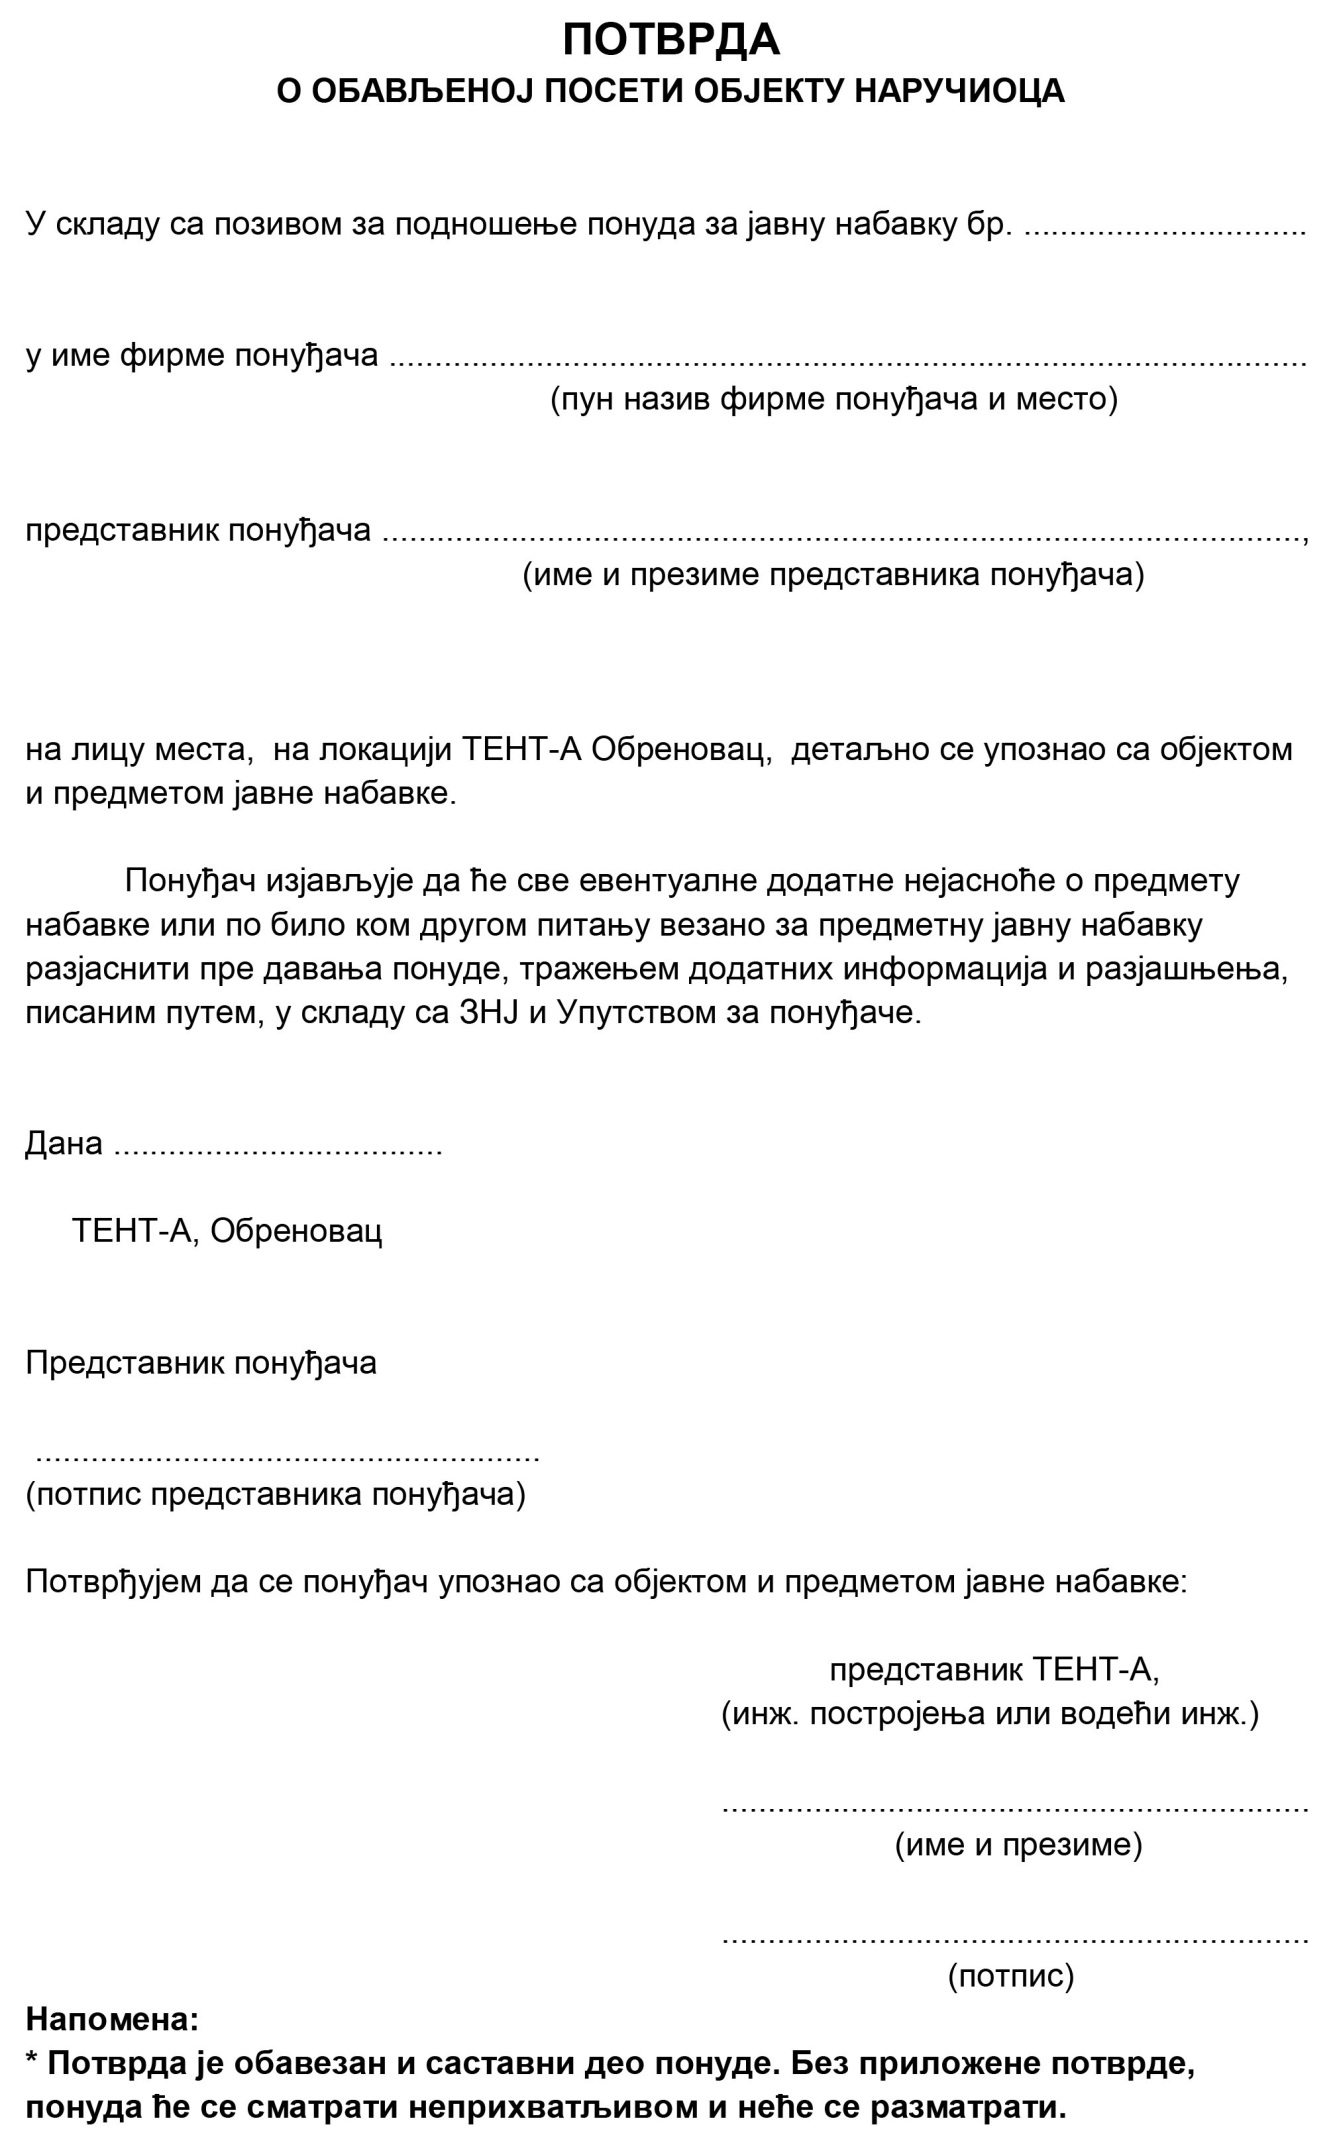 ПОТВРДА
О ОБАВЉЕНОЈ ПОСЕТИ ОБЈЕКТУ НАРУЧИОЦА
У складу са позивом за подношење понуда за јавну набавку бр. ...............................
у име фирме понуђача ....................................................................................................
(пун назив фирме понуђача и место)
представник понуђача ....................................................................................................,
(име и презиме представника понуђача)
на лицу места, на локацији ТЕНТ-А Обреновац, детаљно се упознао са објектом
и предметом јавне набавке.
Понуђач изјављује да ће све евентуалне додатне нејасноће о предмету
набавке или по било ком другом питању везано за предметну јавну набавку
разјаснити пре давања понуде, тражењем додатних информација и разјашњења,
писаним путем, у складу са ЗНЈ и Упутством за понуђаче.
Дана ....................................
ТЕНТ-А, Обреновац
Представник понуђача
.......................................................
(потпис представника понуђача)
Потврђујем да се понуђач упознао са објектом и предметом јавне набавке:
представник ТЕНТ-А,
(инж. постројења или водећи инж.)
................................................................
(име и презиме)
................................................................
(потпис)
Напомена:
* Потврда је обавезан и саставни део понуде. Без приложене потврде,
понуда ће се сматрати неприхватљивом и неће се разматрати.